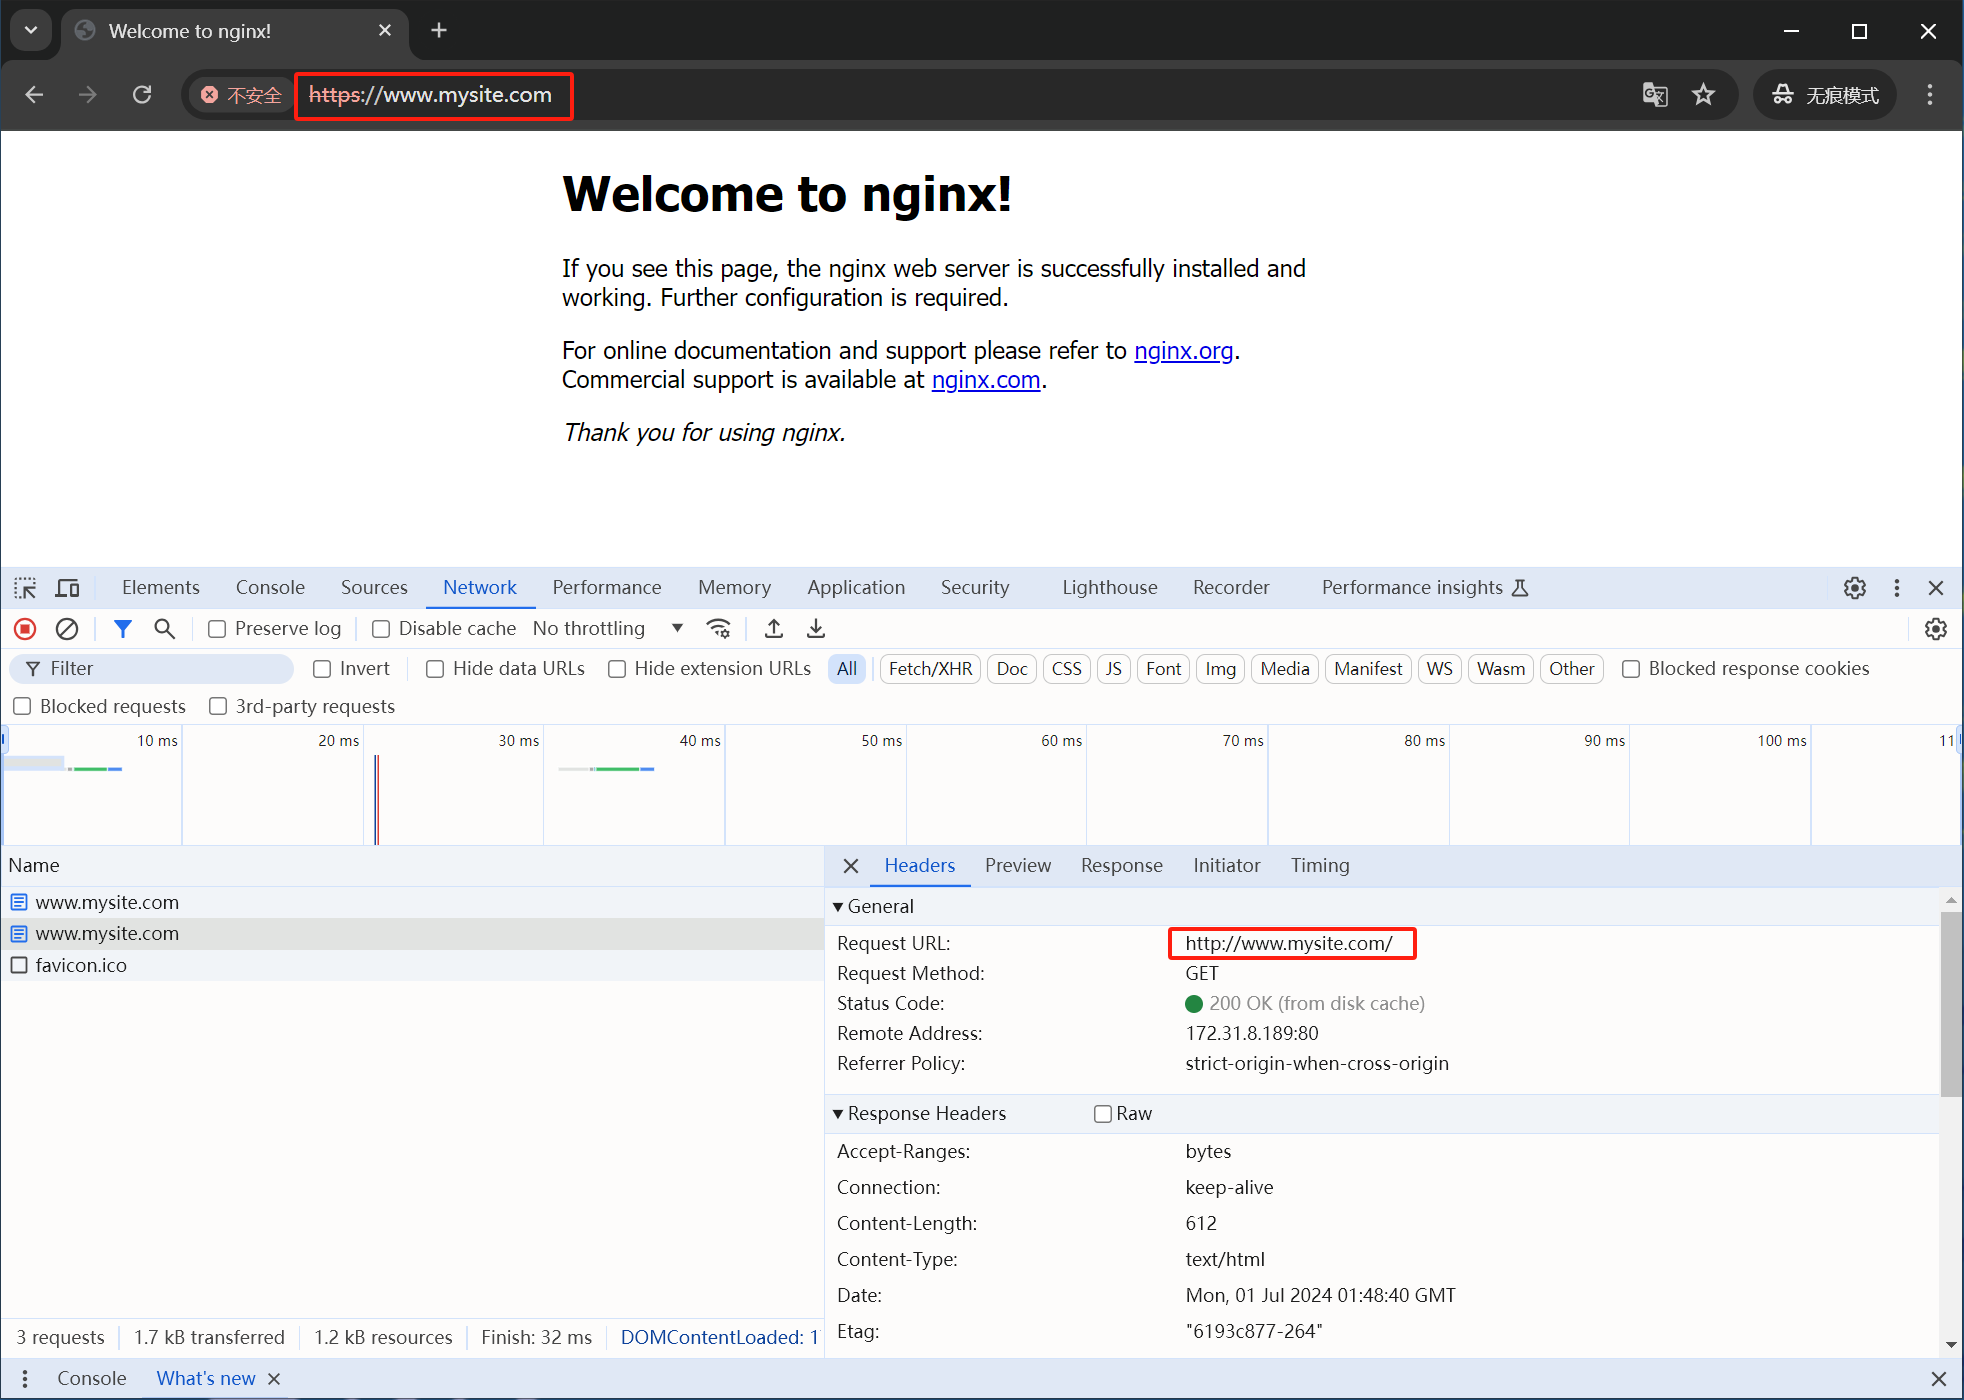 Welcome to nginx!
不安全 https://www.mysite.com 无痕模式
Welcome to nginx!
If you see this page, the nginx web server is successfully installed and
working. Further configuration is required.
For online documentation and support please refer to nginx.org.
Commercial support is available at nginx.com.
Thank you for using nginx.
Elements Console Sources Network Performance Memory Application Security Lighthouse Recorder Performance insights
Preserve log Disable cache No throttling
Filter Invert Hide data URLs Hide extension URLs All Fetch/XHR Doc CSS JS Font Img Media Manifest WS Wasm Other Blocked response cookies
Blocked requests 3rd-party requests
10 ms 20 ms 30 ms 40 ms 50 ms 60 ms 70 ms 80 ms 90 ms 100 ms 11
Name
www.mysite.com
www.mysite.com
favicon.ico
Headers Preview Response Initiator Timing
General
Request URL: http://www.mysite.com/
Request Method: GET
Status Code: 200 OK (from disk cache)
Remote Address: 172.31.8.189:80
Referrer Policy: strict-origin-when-cross-origin
Response Headers Raw
Accept-Ranges: bytes
Connection: keep-alive
Content-Length: 612
Content-Type: text/html
Date: Mon, 01 Jul 2024 01:48:40 GMT
Etag: "6193c877-264"
3 requests 1.7 kB transferred 1.2 kB resources Finish: 32 ms DOMContentLoaded: 1
Console What's new